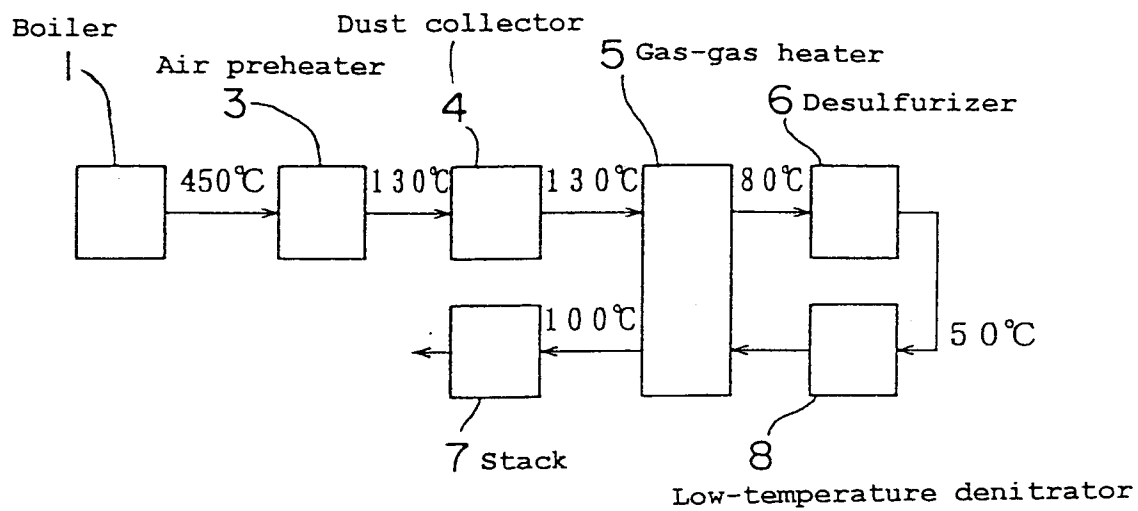 Boiler
1
Air preheater
3
Dust collector
4
5 Gas-gas heater
6 Desulfurizer
450℃
130℃
130℃
80℃
100℃
50℃
7 Stack
8
Low-temperature denitrator